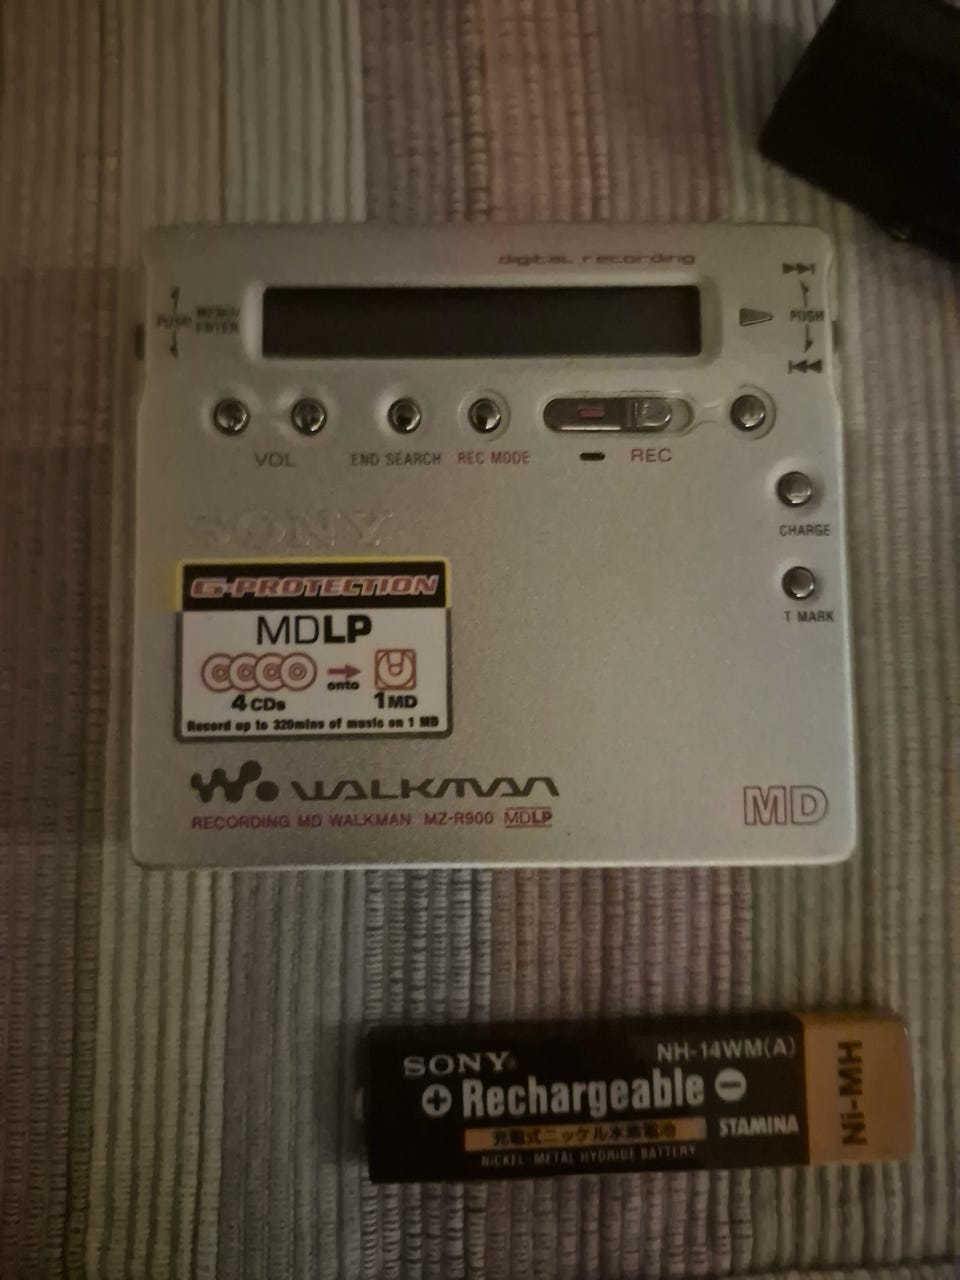 digital recording
PUSH
MENU/
ENTER
PUSH
VOL
END SEARCH
REC MODE
REC
CHARGE
T MARK
SONY
G-PROTECTION
MDLP
4 CDs
onto
1 MD
Record up to 320mins of music on 1 MD
WALKMAN
RECORDING MD WALKMAN MZ-R900 MDLP
MD
SONY
NH-14WM(A)
Rechargeable
充電式ニッケル水素電池
STAMINA
NICKEL-METAL HYDRIDE BATTERY
Ni-MH